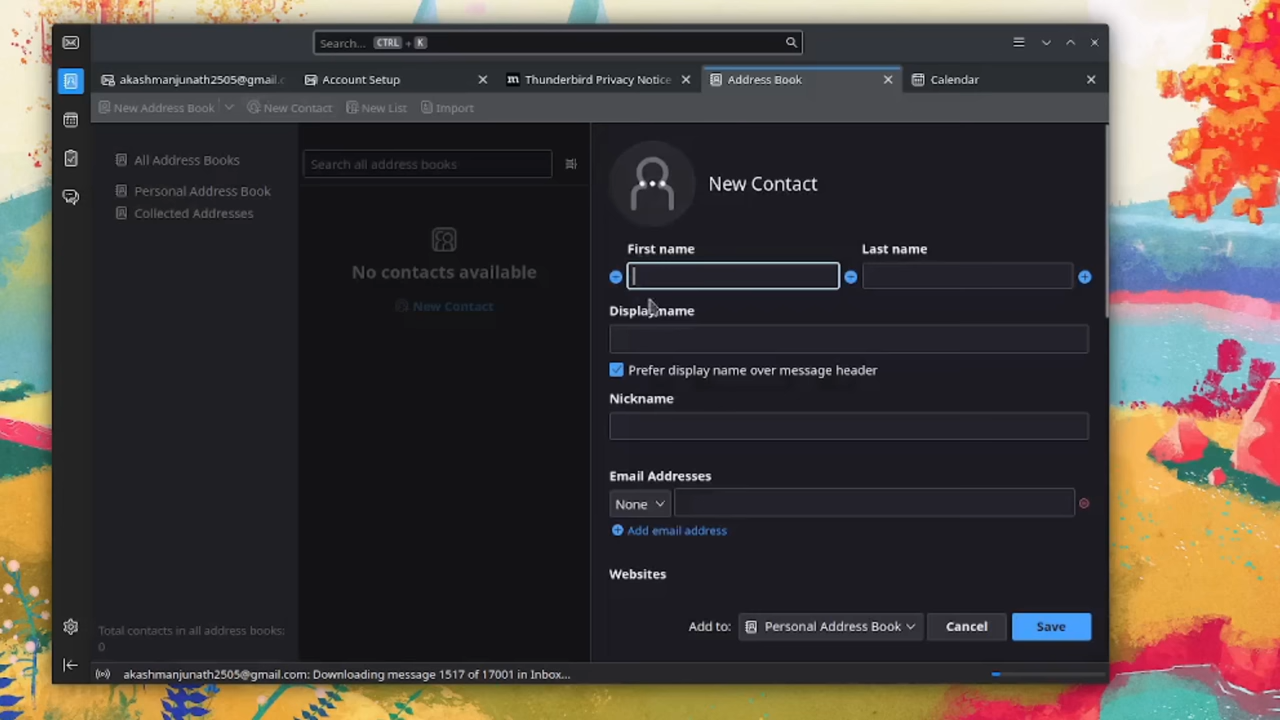 Search... CTRL + K
akashmanjunath2505@gmail.c
Account Setup
Thunderbird Privacy Notice
Address Book
Calendar
New Address Book
New Contact
New List
Import
All Address Books
Personal Address Book
Collected Addresses
Search all address books
No contacts available
New Contact
New Contact
First name
Last name
Display name
Prefer display name over message header
Nickname
Email Addresses
None
Add email address
Websites
Add to:
Personal Address Book
Cancel
Save
Total contacts in all address books:
0
akashmanjunath2505@gmail.com: Downloading message 1517 of 17001 in Inbox...